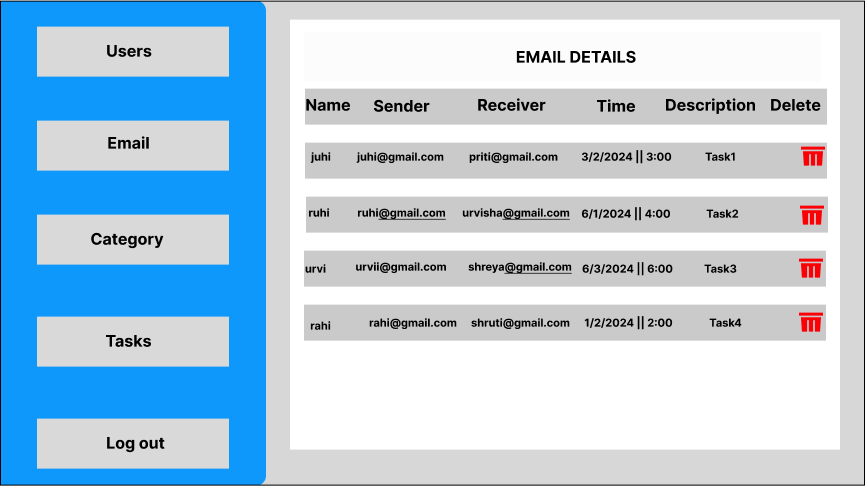 Users
Email
Category
Tasks
Log out
EMAIL DETAILS
Name Sender Receiver Time Description Delete
juhi juhi@gmail.com priti@gmail.com 3/2/2024 || 3:00 Task1
ruhi ruhi@gmail.com urvisha@gmail.com 6/1/2024 || 4:00 Task2
urvi urvii@gmail.com shreya@gmail.com 6/3/2024 || 6:00 Task3
rahi rahi@gmail.com shruti@gmail.com 1/2/2024 || 2:00 Task4